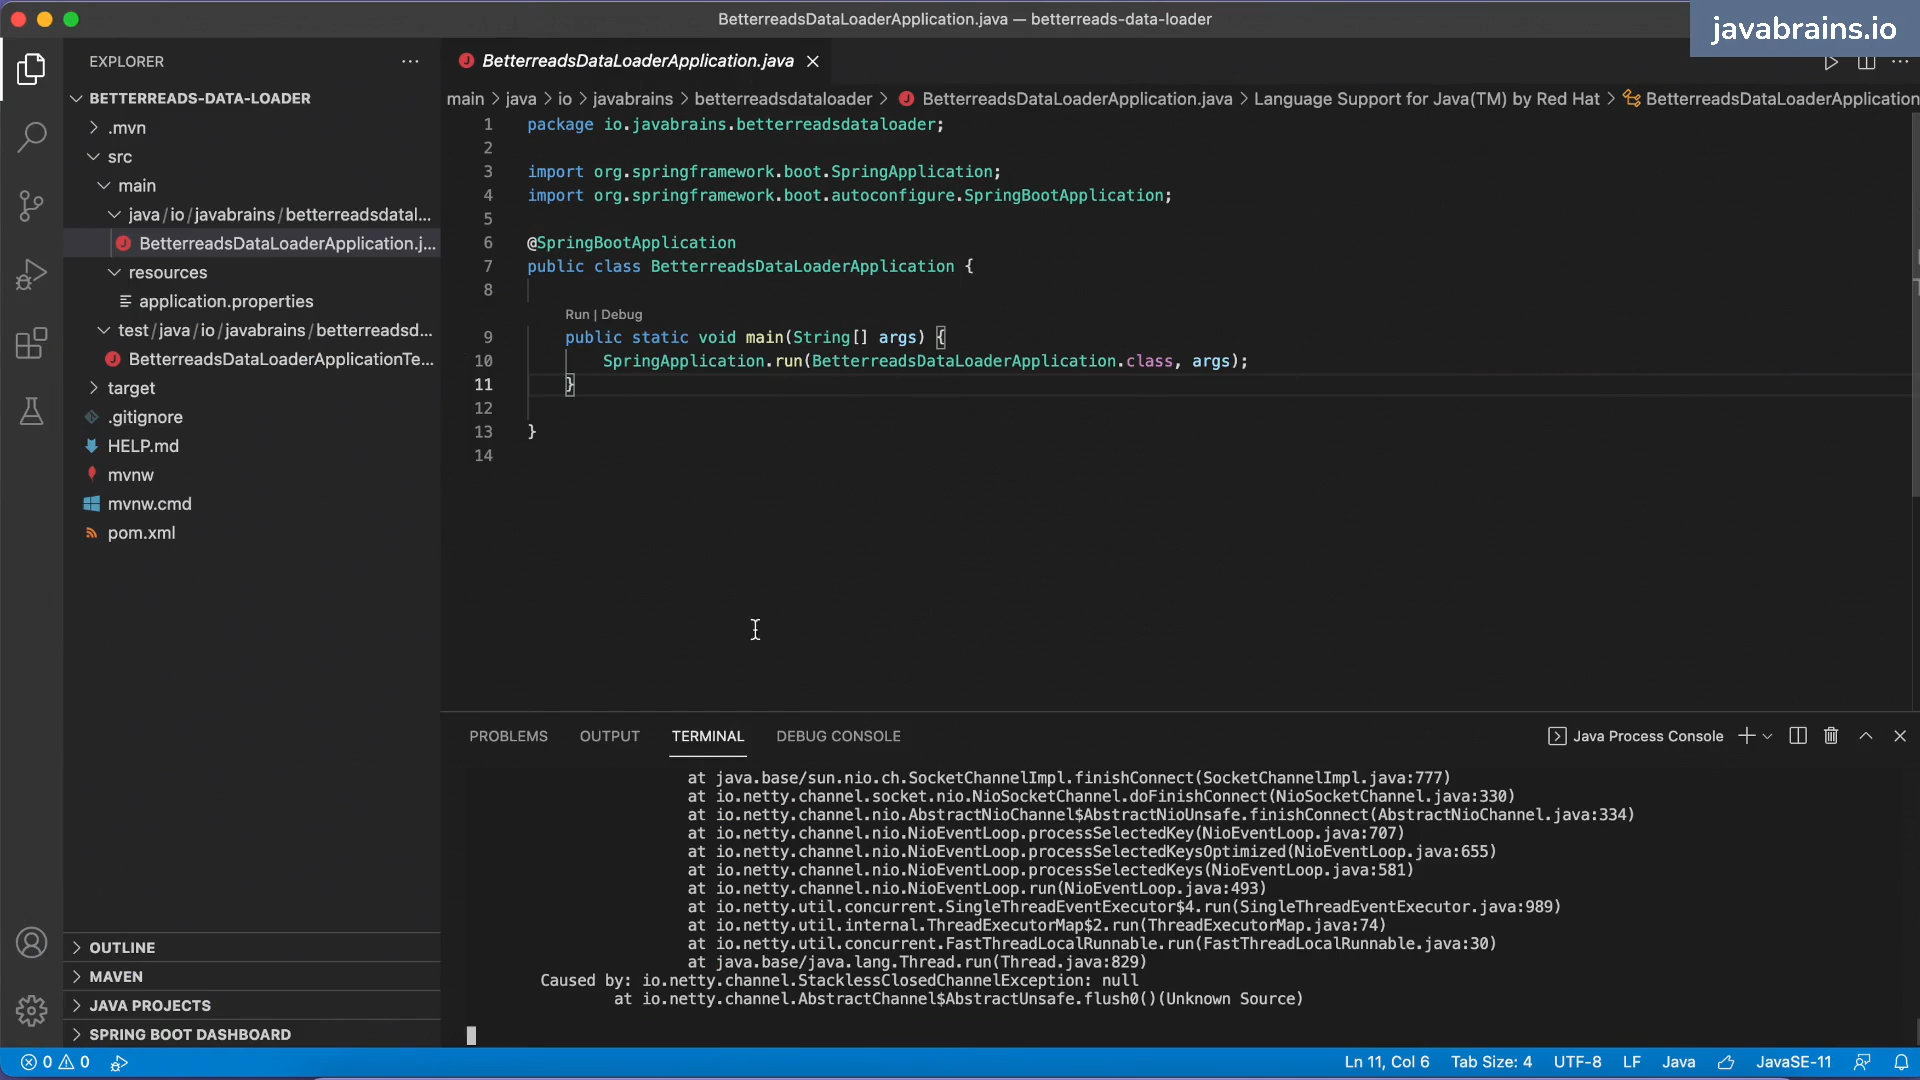 BetterreadsDataLoaderApplication.java — betterreads-data-loader
javabrains.io
EXPLORER
BETTERREADS-DATA-LOADER
.mvn
src
main
java/io/javabrains/betterreadsdatal...
BetterreadsDataLoaderApplication.j...
resources
application.properties
test/java/io/javabrains/betterreadsd...
BetterreadsDataLoaderApplicationTe...
target
.gitignore
HELP.md
mvnw
mvnw.cmd
pom.xml
OUTLINE
MAVEN
JAVA PROJECTS
SPRING BOOT DASHBOARD
BetterreadsDataLoaderApplication.java
main > java > io > javabrains > betterreadsdataloader > BetterreadsDataLoaderApplication.java > Language Support for Java(TM) by Red Hat > BetterreadsDataLoaderApplication
1 package io.javabrains.betterreadsdataloader;
2
3 import org.springframework.boot.SpringApplication;
4 import org.springframework.boot.autoconfigure.SpringBootApplication;
5
6 @SpringBootApplication
7 public class BetterreadsDataLoaderApplication {
8
Run | Debug
9 public static void main(String[] args) {
10 SpringApplication.run(BetterreadsDataLoaderApplication.class, args);
11 }
12
13 }
14
PROBLEMS OUTPUT TERMINAL DEBUG CONSOLE
Java Process Console
at java.base/sun.nio.ch.SocketChannelImpl.finishConnect(SocketChannelImpl.java:777)
at io.netty.channel.socket.nio.NioSocketChannel.doFinishConnect(NioSocketChannel.java:330)
at io.netty.channel.nio.AbstractNioChannel$AbstractNioUnsafe.finishConnect(AbstractNioChannel.java:334)
at io.netty.channel.nio.NioEventLoop.processSelectedKey(NioEventLoop.java:707)
at io.netty.channel.nio.NioEventLoop.processSelectedKeysOptimized(NioEventLoop.java:655)
at io.netty.channel.nio.NioEventLoop.processSelectedKeys(NioEventLoop.java:581)
at io.netty.channel.nio.NioEventLoop.run(NioEventLoop.java:493)
at io.netty.util.concurrent.SingleThreadEventExecutor$4.run(SingleThreadEventExecutor.java:989)
at io.netty.util.internal.ThreadExecutorMap$2.run(ThreadExecutorMap.java:74)
at io.netty.util.concurrent.FastThreadLocalRunnable.run(FastThreadLocalRunnable.java:30)
at java.base/java.lang.Thread.run(Thread.java:829)
Caused by: io.netty.channel.StacklessClosedChannelException: null
at io.netty.channel.AbstractChannel$AbstractUnsafe.flush0()(Unknown Source)
0 0
Ln 11, Col 6 Tab Size: 4 UTF-8 LF Java JavaSE-11